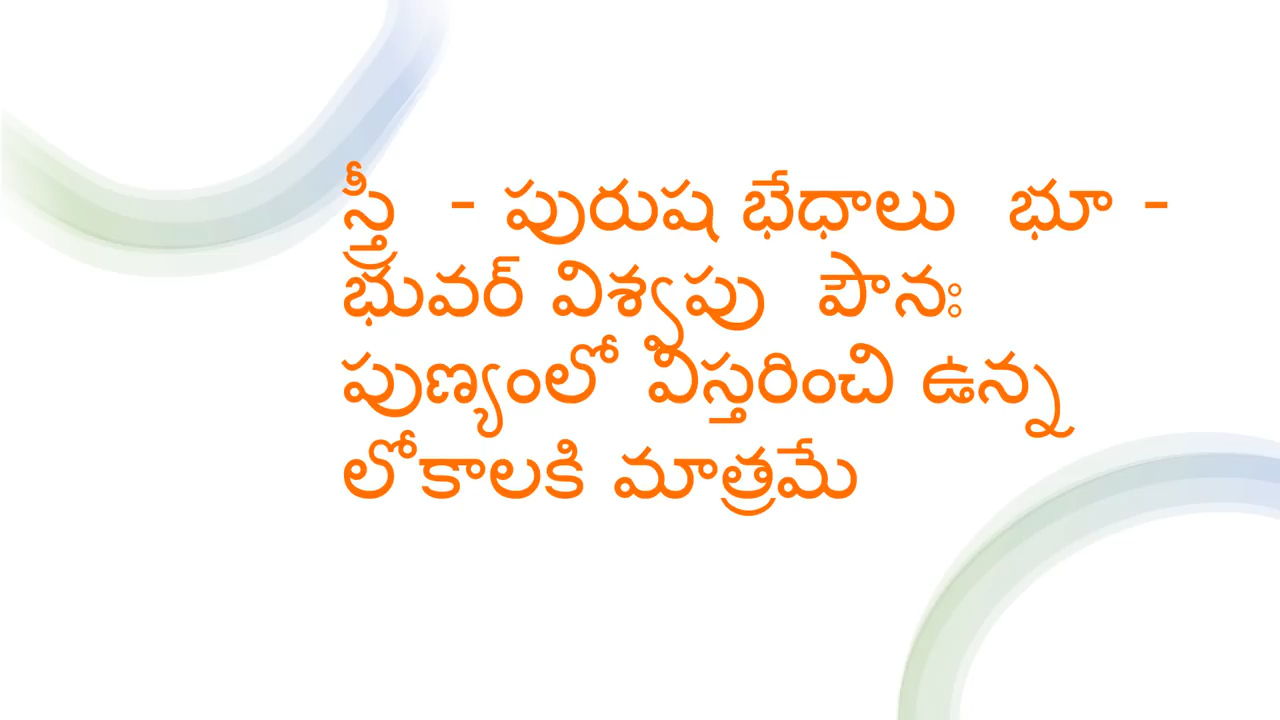 స్త్రీ - పురుష భేధాలు భూ -
భువర్ విశ్వపు పౌనః
పుణ్యంలో విస్తరించి ఉన్న
లోకాలకి మాత్రమే